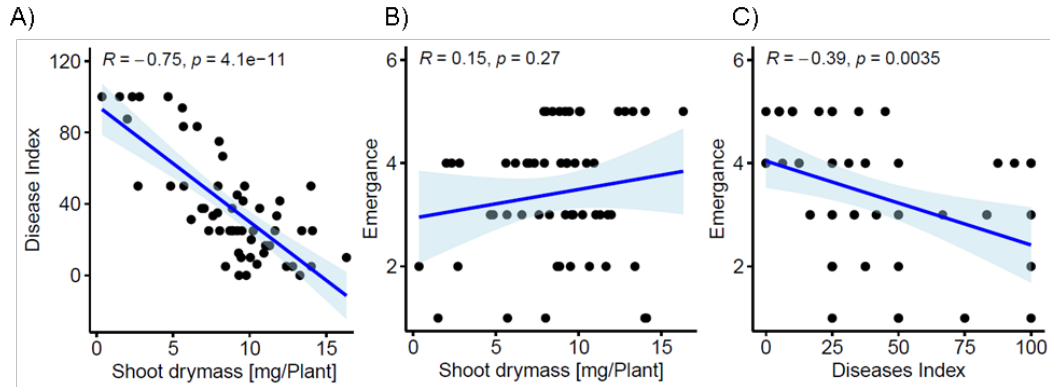 A)
R = −0.75, p = 4.1e−11
Disease Index
120
80
40
0
0 5 10 15
Shoot drymass [mg/Plant]
B)
R = 0.15, p = 0.27
Emergance
6
4
2
0 5 10 15
Shoot drymass [mg/Plant]
C)
R = −0.39, p = 0.0035
Emergance
6
4
2
0 25 50 75 100
Diseases Index